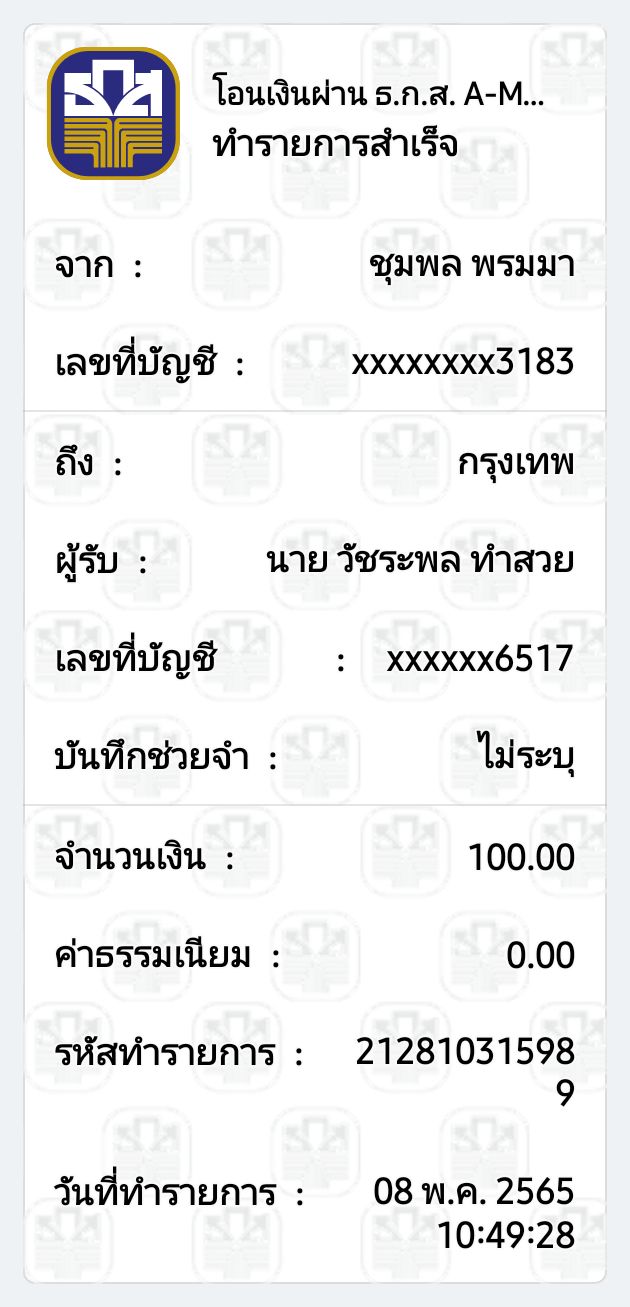 ธกส
โอนเงินผ่าน ธ.ก.ส. A-M...
ทำรายการสำเร็จ
จาก : ชุมพล พรมมา
เลขที่บัญชี : xxxxxxxx3183
ถึง : กรุงเทพ
ผู้รับ : นาย วัชระพล ทำสวย
เลขที่บัญชี : xxxxxx6517
บันทึกช่วยจำ : ไม่ระบุ
จำนวนเงิน : 100.00
ค่าธรรมเนียม : 0.00
รหัสทำรายการ : 21281031598
9
วันที่ทำรายการ : 08 พ.ค. 2565
10:49:28